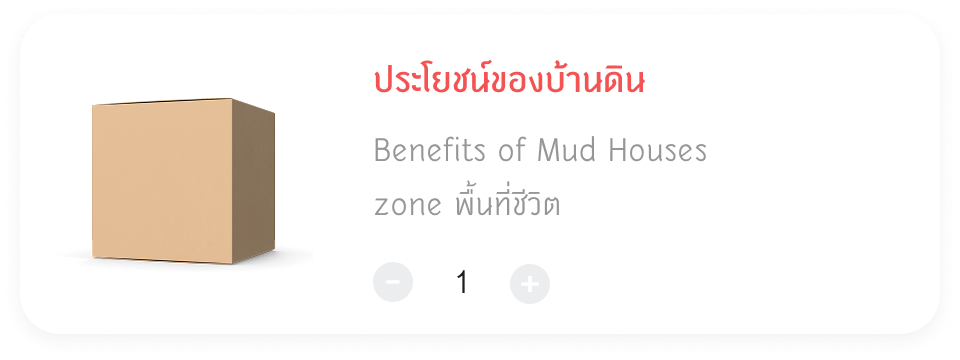 ประโยชน์ของบ้านดิน
Benefits of Mud Houses
zone พื้นที่ชีวิต
- 1 +